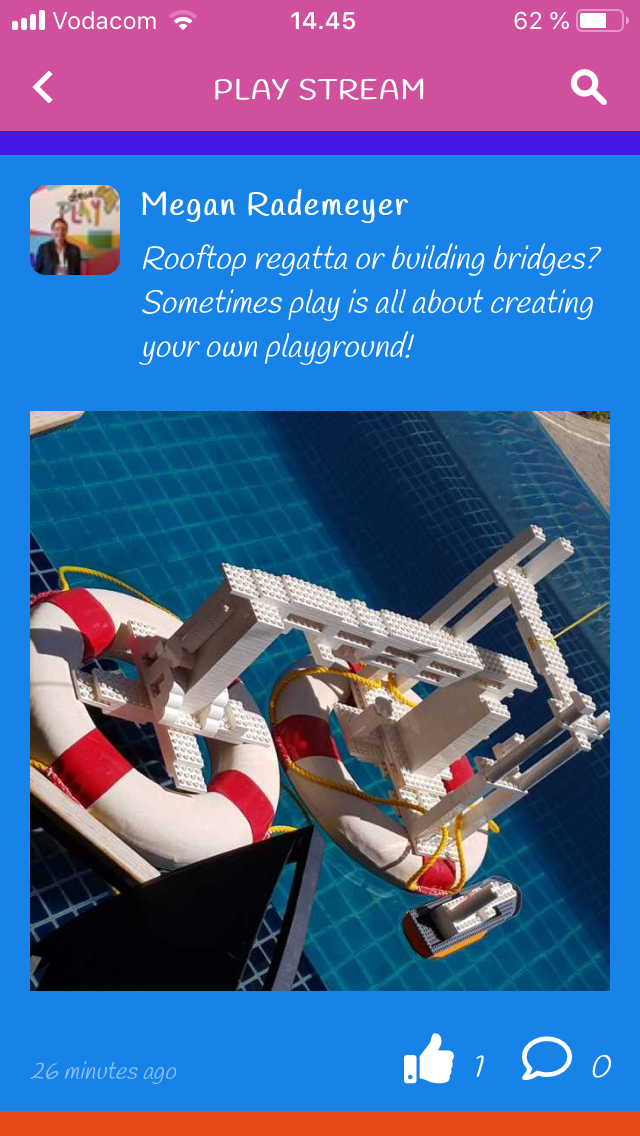 Vodacom 14.45 62 %
PLAY STREAM
PLAY
Megan Rademeyer
Rooftop regatta or building bridges?
Sometimes play is all about creating
your own playground!
26 minutes ago 1 0